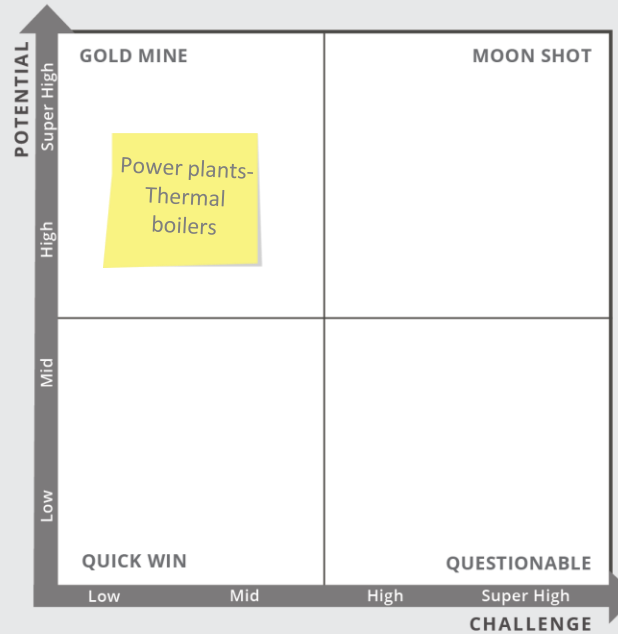 GOLD MINE
MOON SHOT
POTENTIAL
Super High
High
Mid
Low
Power plants-
Thermal
boilers
QUICK WIN
QUESTIONABLE
Low
Mid
High
Super High
CHALLENGE